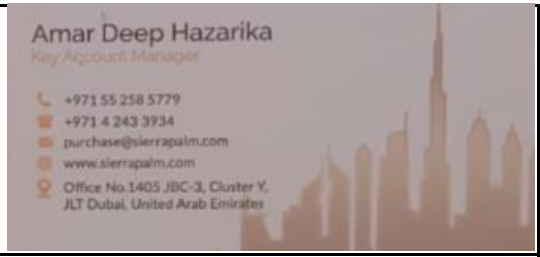 Amar Deep Hazarika
Key Account Manager
+971 55 258 5779
+971 4 243 3934
purchase@sierrapalm.com
www.sierrapalm.com
Office No.1405 JBC-3, Cluster Y,
JLT Dubai, United Arab Emirates